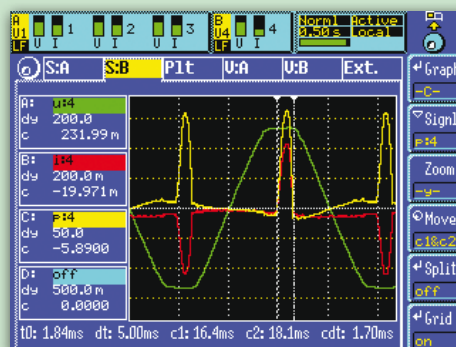 A
U1
LF
U I
1
2
U I
3
B
U4
LF
U I
4
Norml Active
0.50s Local
S:A S:B Plt V:A V:B Ext.
A: u:4
dy 200.0
c 231.99 m
B: i:4
dy 200.0 m
c -19.971 m
C: p:4
dy 50.0
c -5.8900
D: off
dy 500.0 m
c 0.0000
t0: 1.84ms dt: 5.00ms c1: 16.4ms c2: 18.1ms cdt: 1.70ms
Graph
-C-
Signl
p:4
Zoom
-y-
Move
c1&c2
Split
off
Grid
on